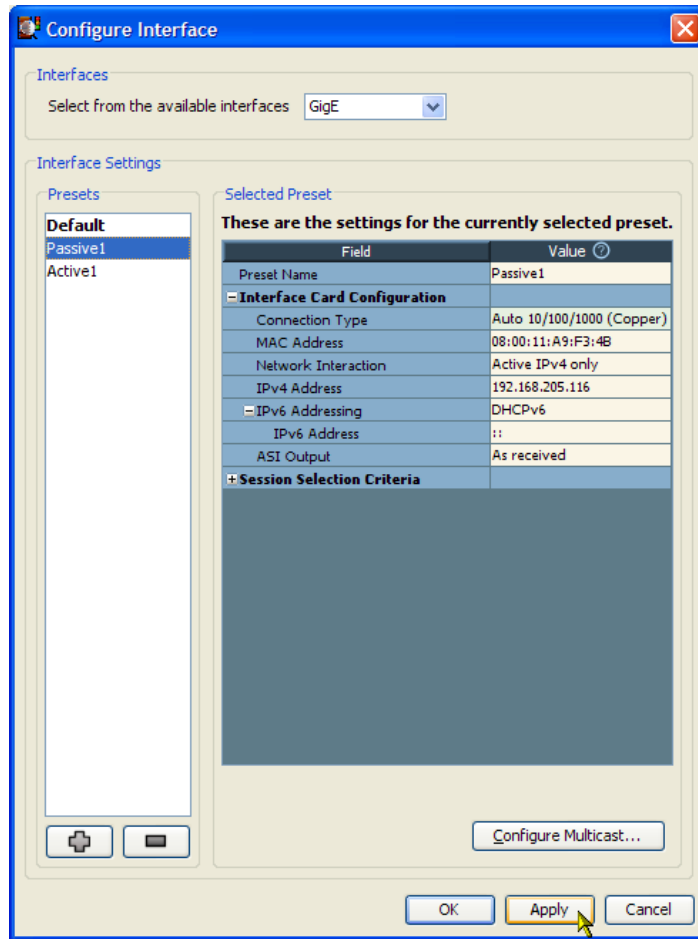 Configure Interface
Interfaces
Select from the available interfaces GigE
Interface Settings
Presets
Default
Passive1
Active1
Selected Preset
These are the settings for the currently selected preset.
Field Value ?
Preset Name Passive1
Interface Card Configuration
Connection Type Auto 10/100/1000 (Copper)
MAC Address 08:00:11:A9:F3:4B
Network Interaction Active IPv4 only
IPv4 Address 192.168.205.116
IPv6 Addressing DHCPv6
IPv6 Address ::
ASI Output As received
Session Selection Criteria
Configure Multicast...
OK Apply Cancel